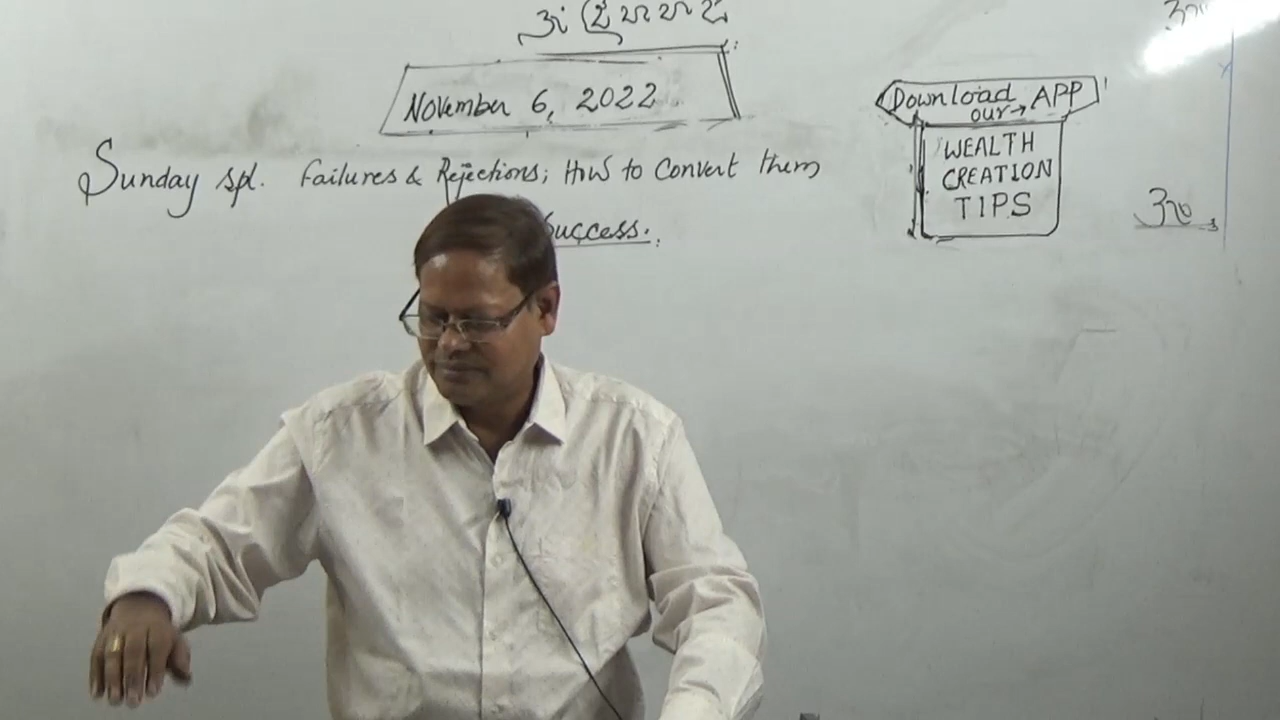 November 6, 2022
Download
our→ APP
Sunday spl. Failures & Rejections; How to Convert them
WEALTH
CREATION
TIPS
Success.